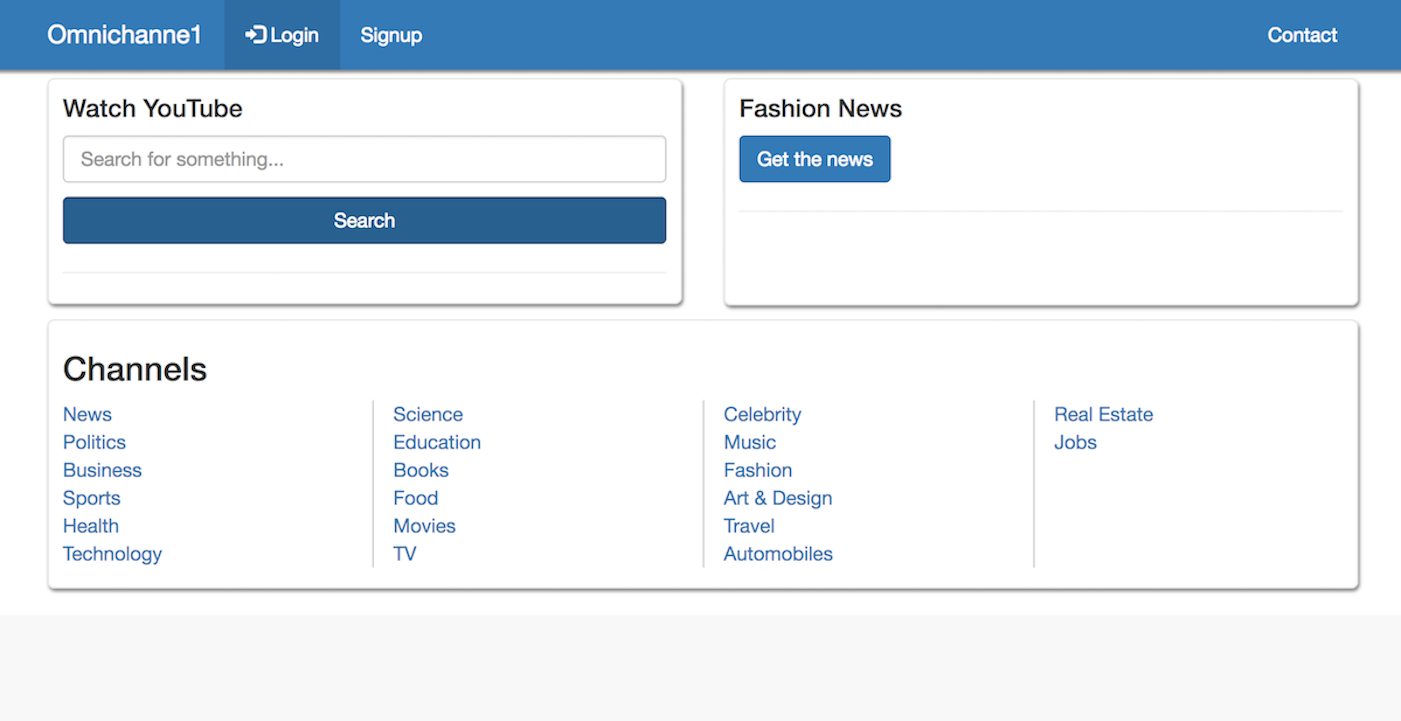 Omnichanne1 Login Signup Contact
Watch YouTube
Search for something...
Search
Fashion News
Get the news
Channels
News
Politics
Business
Sports
Health
Technology
Science
Education
Books
Food
Movies
TV
Celebrity
Music
Fashion
Art & Design
Travel
Automobiles
Real Estate
Jobs